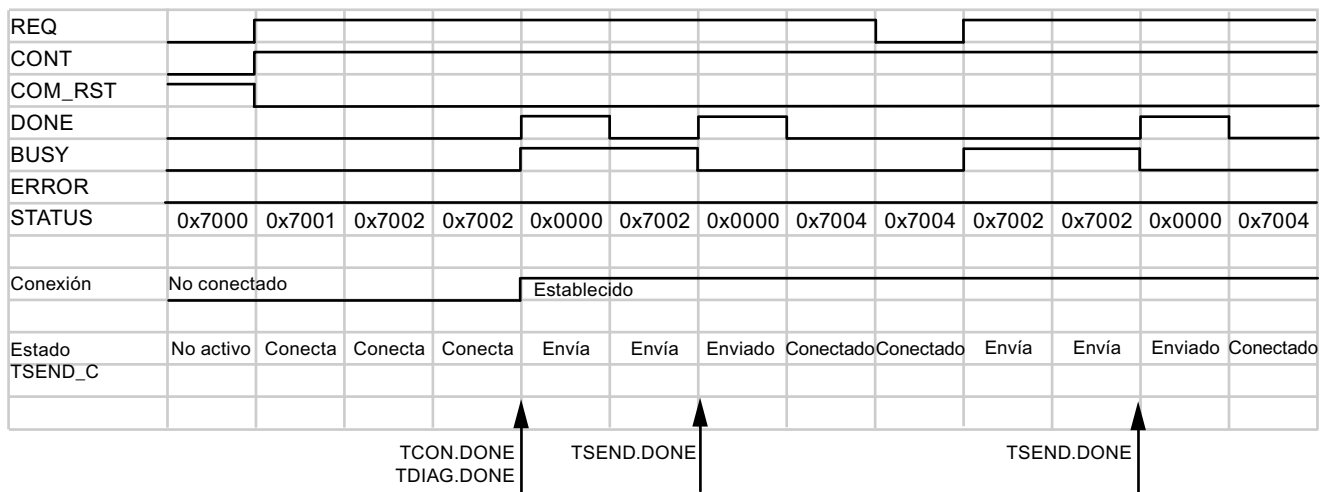 REQ
CONT
COM_RST
DONE
BUSY
ERROR
STATUS 0x7000 0x7001 0x7002 0x7002 0x0000 0x7002 0x0000 0x7004 0x7004 0x7002 0x7002 0x0000 0x7004
Conexión No conectado Establecido
Estado No activo Conecta Conecta Conecta Envía Envía Enviado Conectado Conectado Envía Envía Enviado Conectado
TSEND_C
TCON.DONE TSEND.DONE TSEND.DONE
TDIAG.DONE